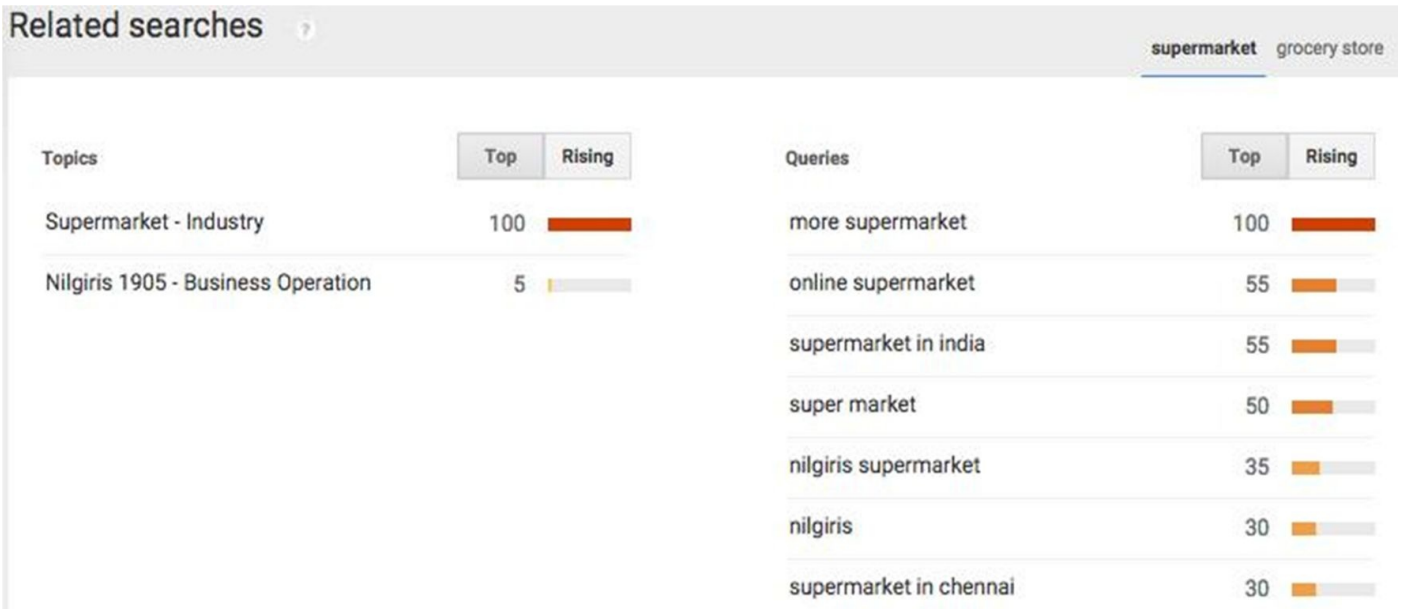 Related searches ?
supermarket grocery store
Topics Top Rising
Supermarket - Industry 100
Nilgiris 1905 - Business Operation 5
Queries Top Rising
more supermarket 100
online supermarket 55
supermarket in india 55
super market 50
nilgiris supermarket 35
nilgiris 30
supermarket in chennai 30